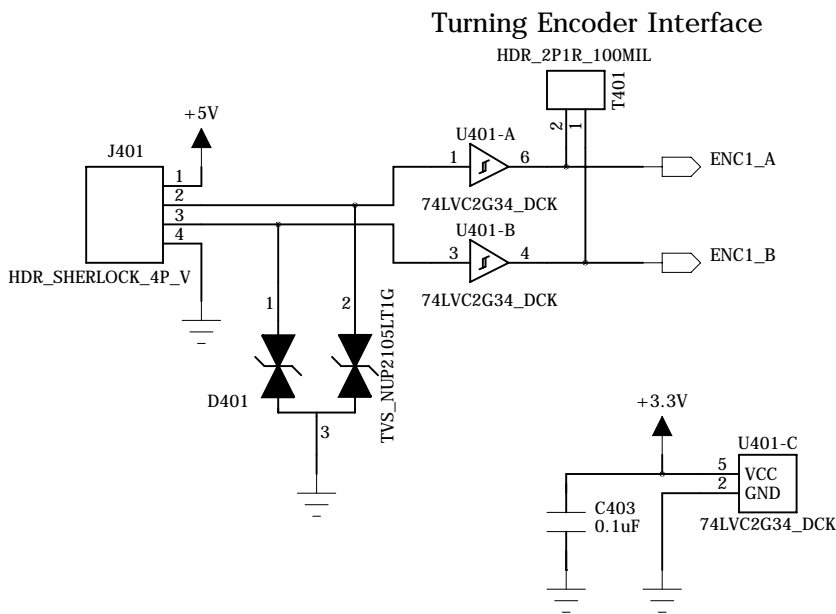 Turning Encoder Interface
HDR_2P1R_100MIL
T401
2
1
+5V
J401
1
2
3
4
HDR_SHERLOCK_4P_V
U401-A
1
6
74LVC2G34_DCK
ENC1_A
U401-B
3
4
74LVC2G34_DCK
ENC1_B
1
2
D401
TVS_NUP2105LT1G
3
+3.3V
U401-C
5
VCC
2
GND
74LVC2G34_DCK
C403
0.1uF